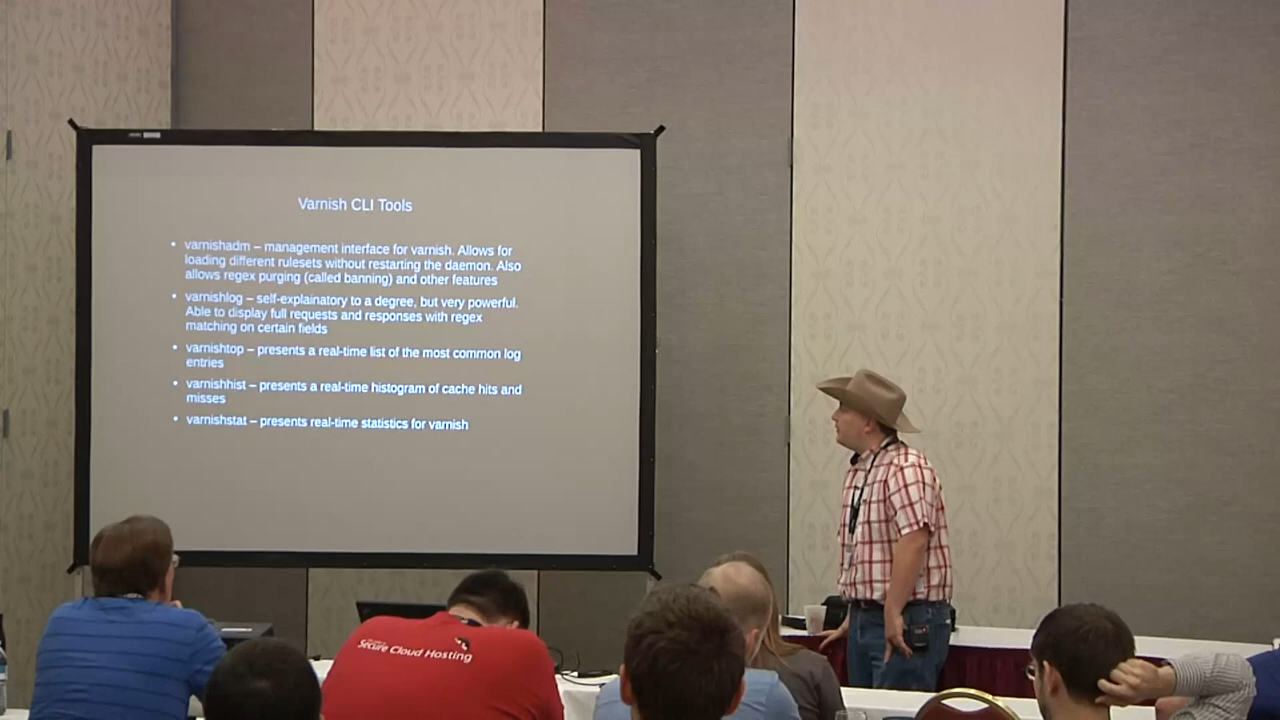 Varnish CLI Tools
• varnishadm – management interface for varnish. Allows for
loading different rulesets without restarting the daemon. Also
allows regex purging (called banning) and other features
• varnishlog – self-explainatory to a degree, but very powerful.
Able to display full requests and responses with regex
matching on certain fields
• varnishtop – presents a real-time list of the most common log
entries
• varnishhist – presents a real-time histogram of cache hits and
misses
• varnishstat – presents real-time statistics for varnish
Secure Cloud Hosting